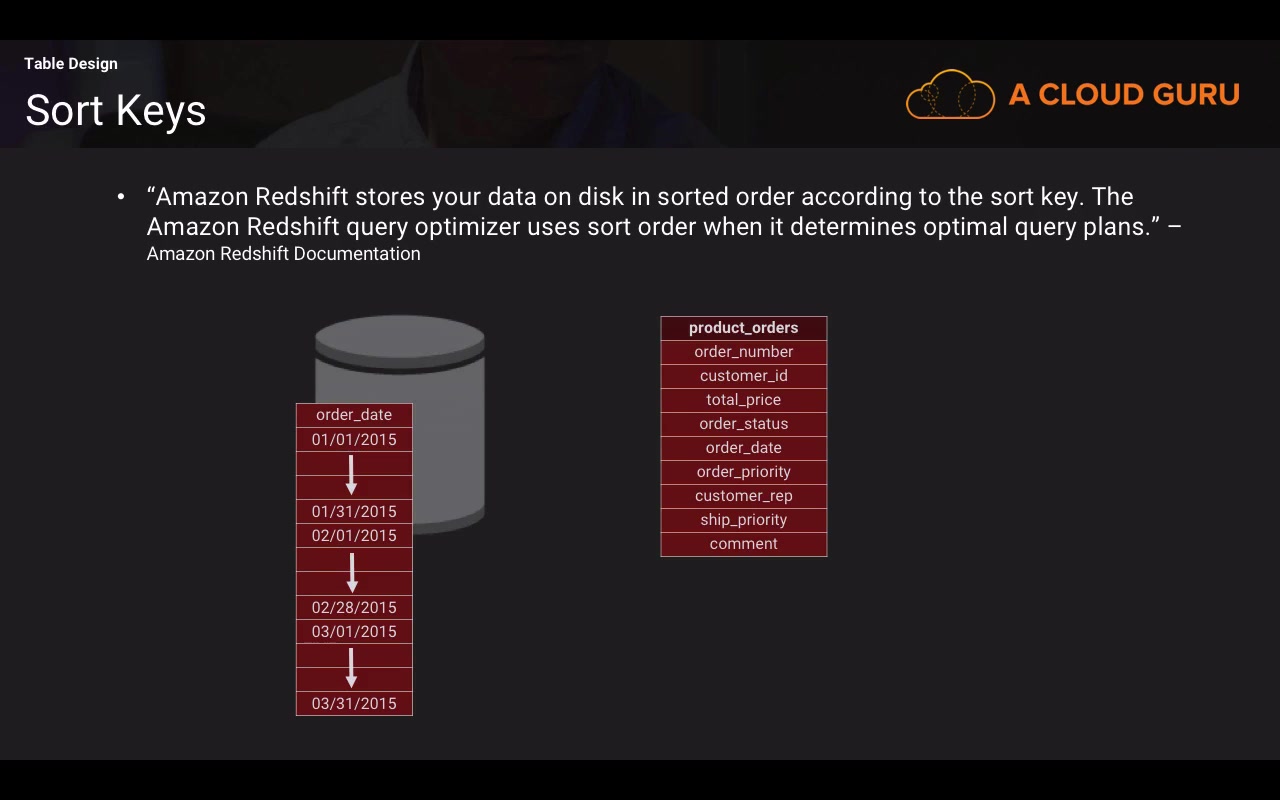 Table Design
Sort Keys
A CLOUD GURU
• “Amazon Redshift stores your data on disk in sorted order according to the sort key. The
Amazon Redshift query optimizer uses sort order when it determines optimal query plans.” –
Amazon Redshift Documentation
order_date
01/01/2015
01/31/2015
02/01/2015
02/28/2015
03/01/2015
03/31/2015
product_orders
order_number
customer_id
total_price
order_status
order_date
order_priority
customer_rep
ship_priority
comment